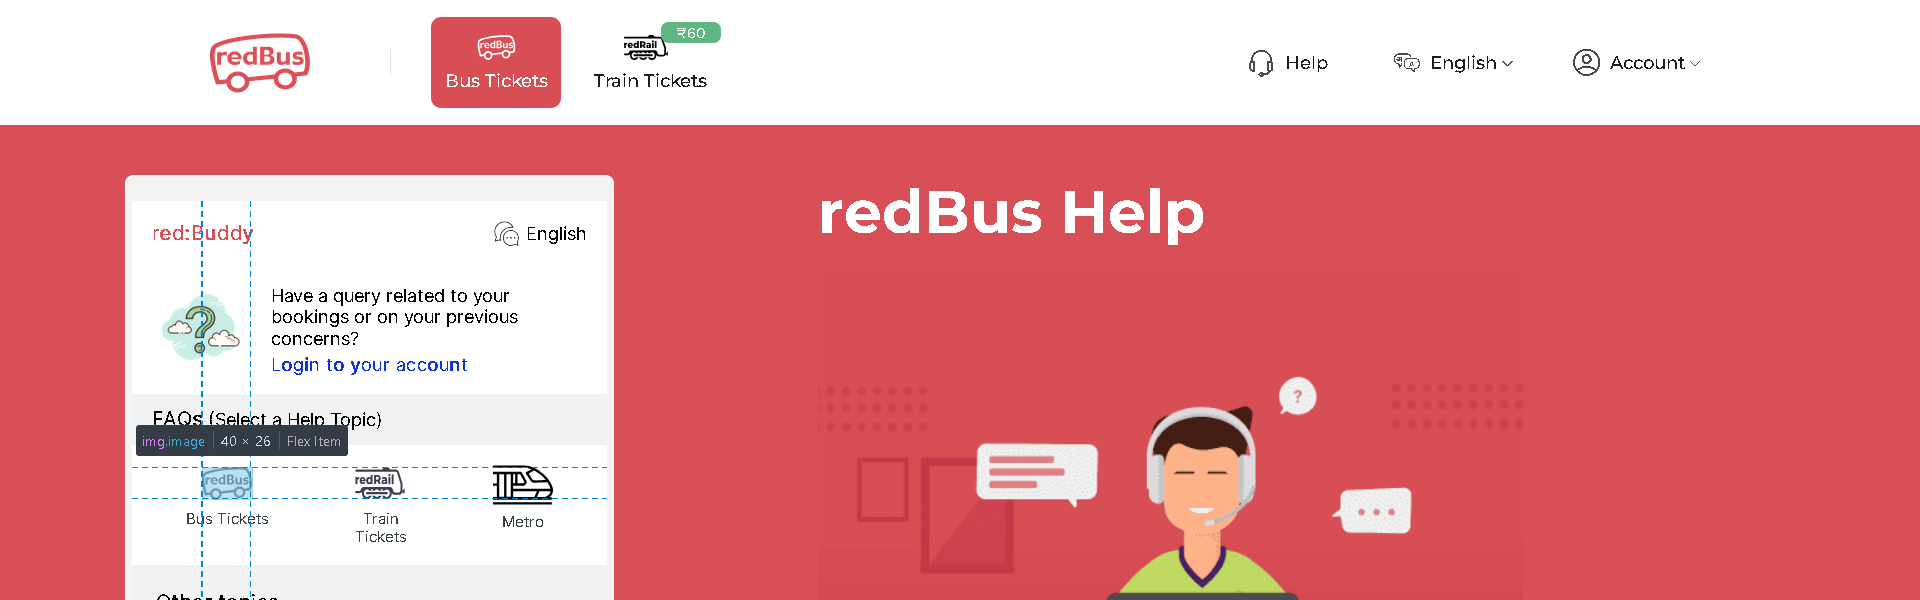 redBus
redBus
Bus Tickets
redRail
₹60
Train Tickets
Help
English
Account
redBus Help
red:Buddy
English
Have a query related to your
bookings or on your previous
concerns?
Login to your account
FAQs (Select a Help Topic)
img.image 40 × 26 Flex Item
redBus
redRail
Bus Tickets
Train
Tickets
Metro
Other topics
?